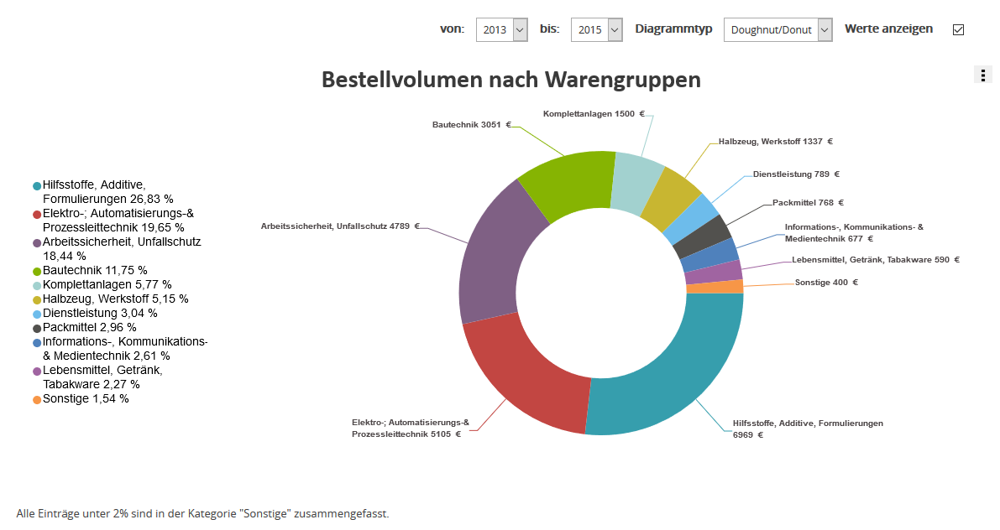 von: 2013 bis: 2015 Diagrammtyp Doughnut/Donut Werte anzeigen
Bestellvolumen nach Warengruppen
Komplettanlagen 1500 €
Bautechnik 3051 €
Halbzeug, Werkstoff 1337 €
Dienstleistung 789 €
Packmittel 768 €
Arbeitssicherheit, Unfallschutz 4789 €
Informations-, Kommunikations- &
Medientechnik 677 €
Lebensmittel, Getränk, Tabakware 590 €
Sonstige 400 €
Elektro-; Automatisierungs-&
Prozessleittechnik 5105 €
Hilfsstoffe, Additive, Formulierungen
6969 €
Hilfsstoffe, Additive,
Formulierungen 26,83 %
Elektro-; Automatisierungs-&
Prozessleittechnik 19,65 %
Arbeitssicherheit, Unfallschutz
18,44 %
Bautechnik 11,75 %
Komplettanlagen 5,77 %
Halbzeug, Werkstoff 5,15 %
Dienstleistung 3,04 %
Packmittel 2,96 %
Informations-, Kommunikations-
& Medientechnik 2,61 %
Lebensmittel, Getränk,
Tabakware 2,27 %
Sonstige 1,54 %
Alle Einträge unter 2% sind in der Kategorie "Sonstige" zusammengefasst.